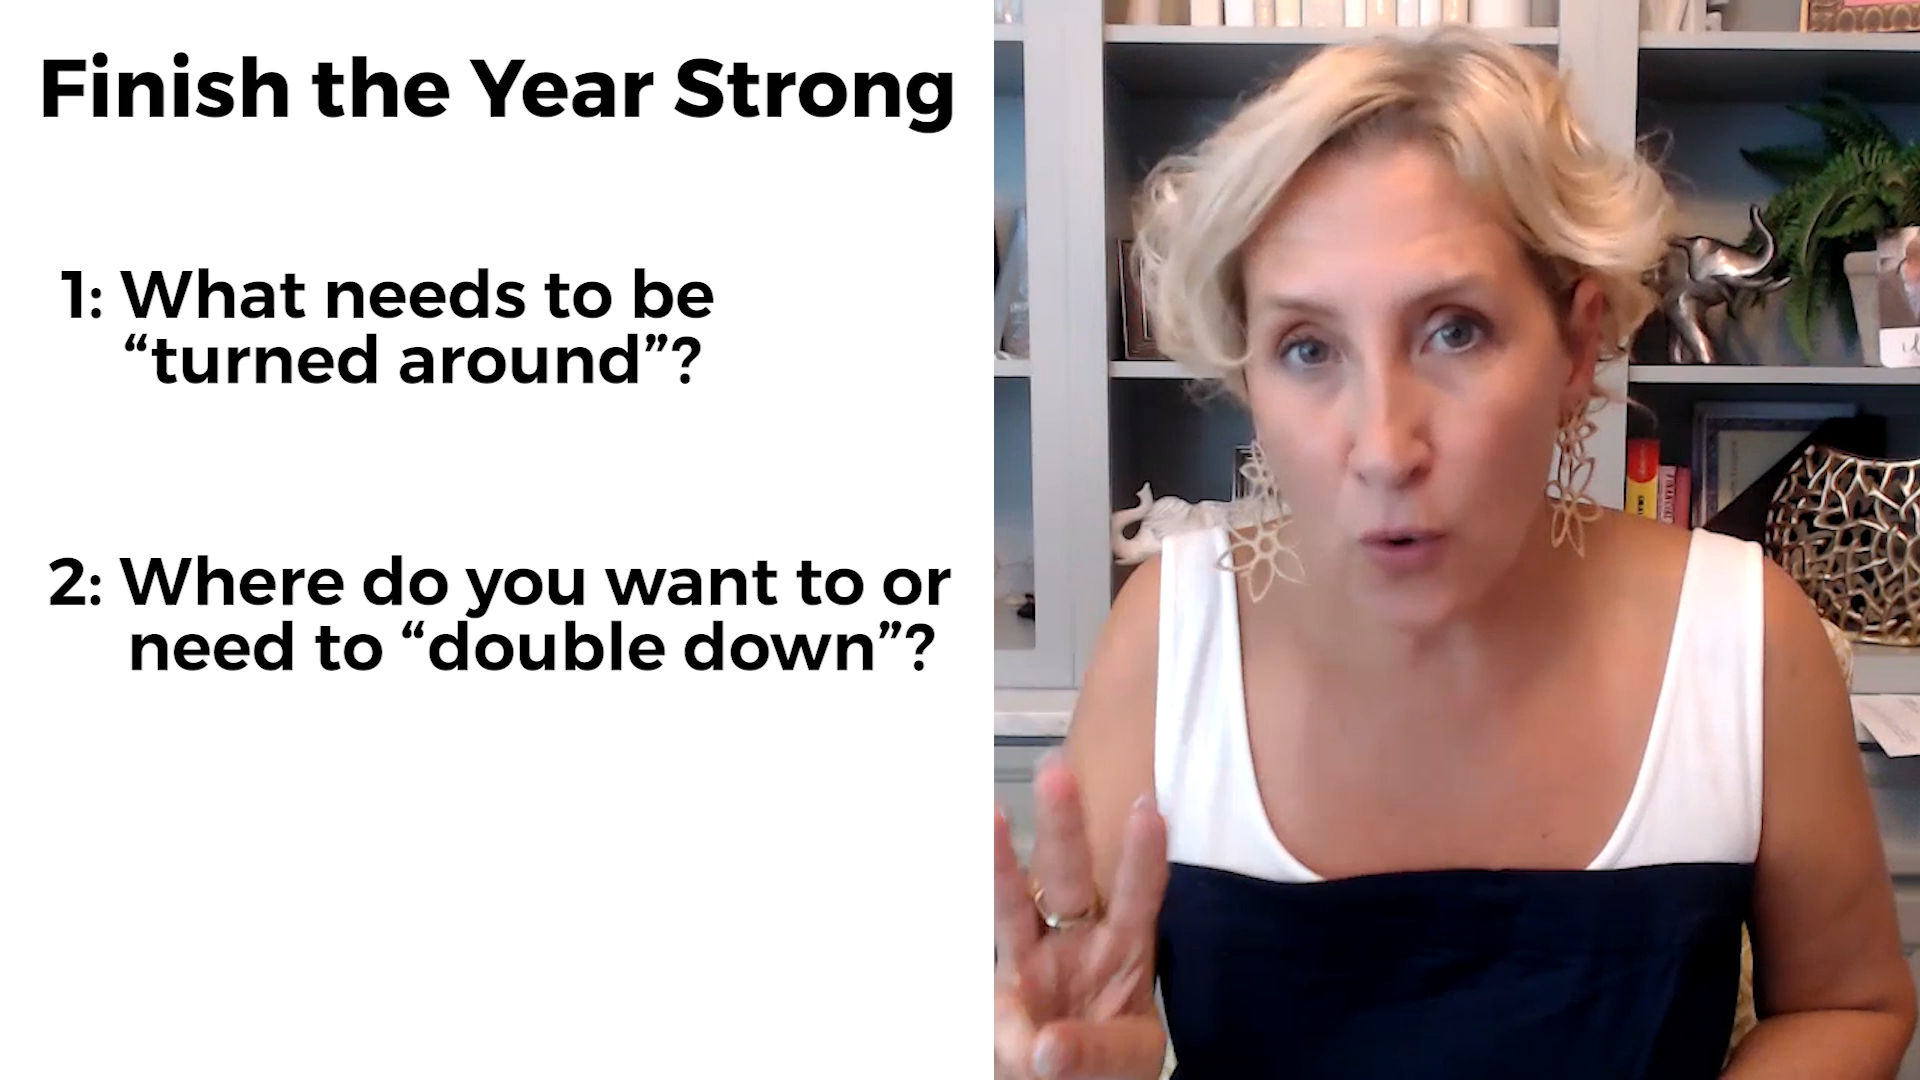 Finish the Year Strong
1: What needs to be
“turned around”?
2: Where do you want to or
need to “double down”?